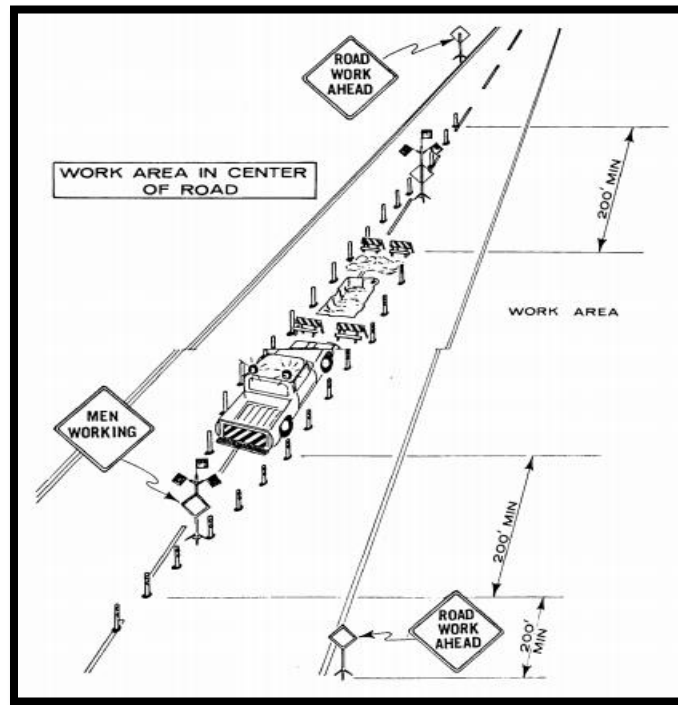 ROAD
WORK
AHEAD
WORK AREA IN CENTER
OF ROAD
200' MIN
WORK AREA
MEN
WORKING
200' MIN
ROAD
WORK
AHEAD
200'
MIN